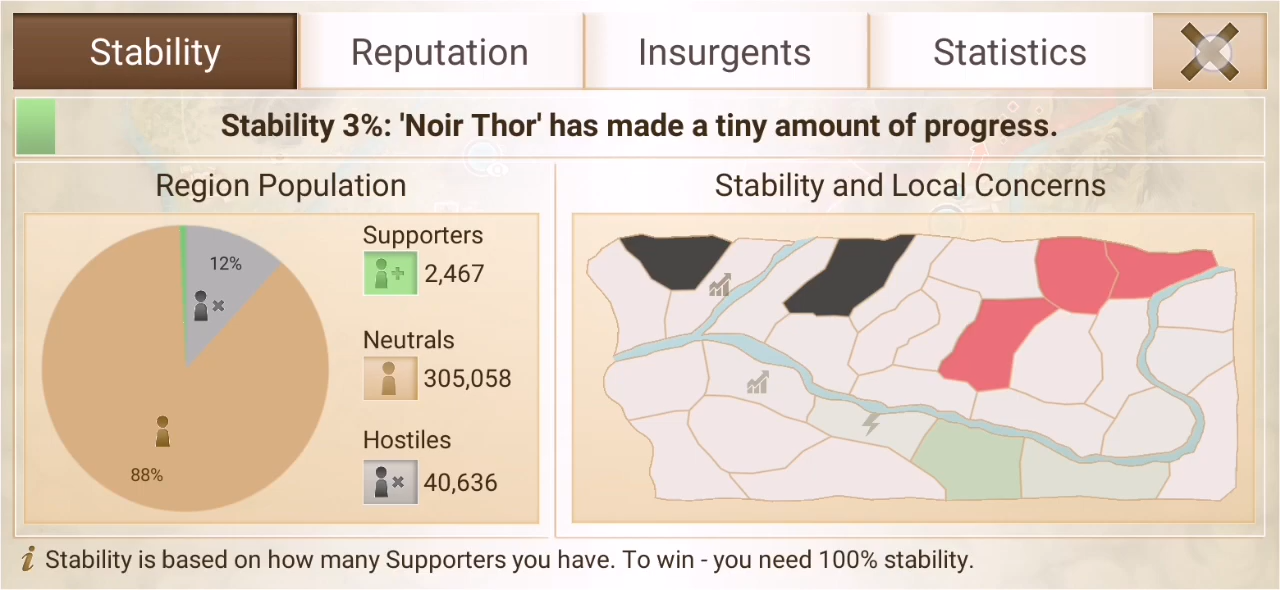 Stability
Reputation
Insurgents
Statistics
Stability 3%: 'Noir Thor' has made a tiny amount of progress.
Region Population
12%
88%
Supporters
2,467
Neutrals
305,058
Hostiles
40,636
Stability and Local Concerns
i Stability is based on how many Supporters you have. To win - you need 100% stability.